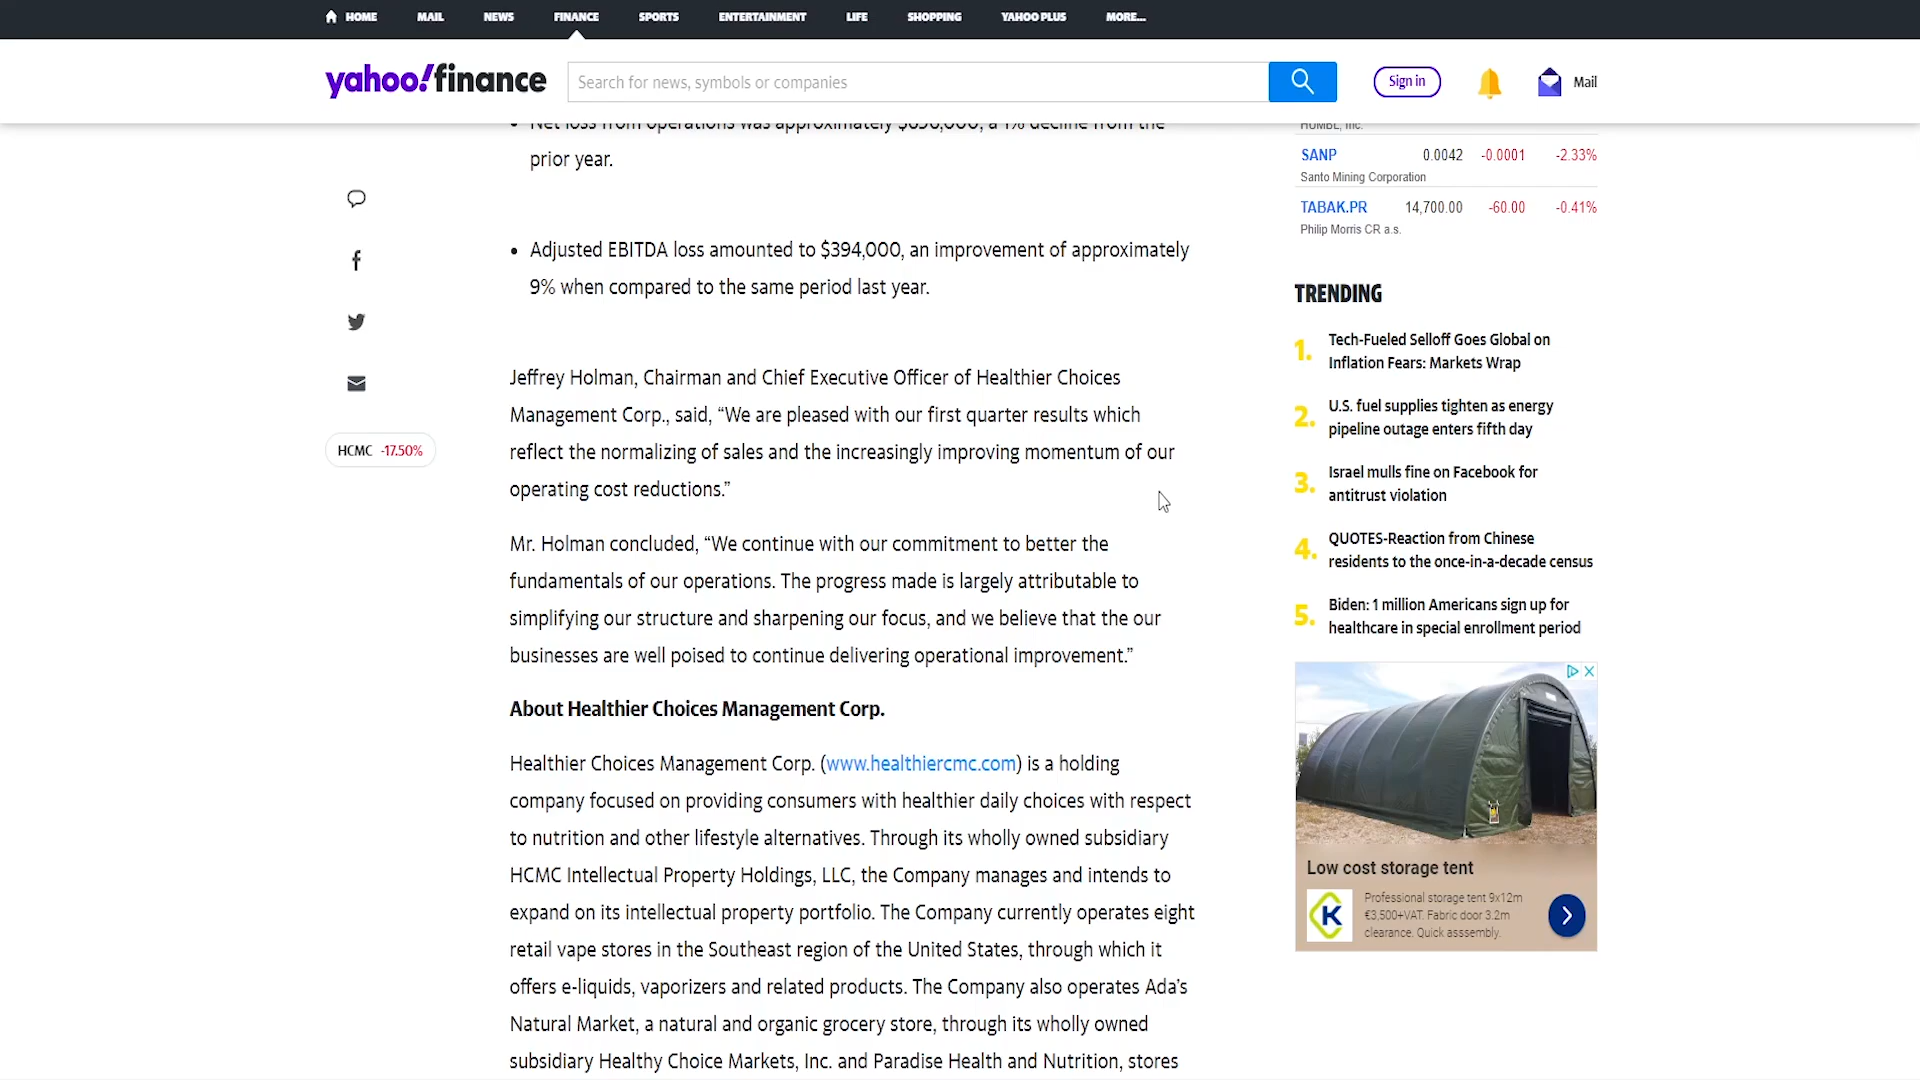 HOME MAIL NEWS FINANCE SPORTS ENTERTAINMENT LIFE SHOPPING YAHOO PLUS MORE...
yahoo!finance
Search for news, symbols or companies
Sign in
Mail
Net loss from operations was approximately a 1% decline from the
prior year.
• Adjusted EBITDA loss amounted to $394,000, an improvement of approximately
9% when compared to the same period last year.
HCMC -17.50%
Jeffrey Holman, Chairman and Chief Executive Officer of Healthier Choices
Management Corp., said, “We are pleased with our first quarter results which
reflect the normalizing of sales and the increasingly improving momentum of our
operating cost reductions.”
Mr. Holman concluded, “We continue with our commitment to better the
fundamentals of our operations. The progress made is largely attributable to
simplifying our structure and sharpening our focus, and we believe that the our
businesses are well poised to continue delivering operational improvement.”
About Healthier Choices Management Corp.
Healthier Choices Management Corp. (www.healthiercmc.com) is a holding
company focused on providing consumers with healthier daily choices with respect
to nutrition and other lifestyle alternatives. Through its wholly owned subsidiary
HCMC Intellectual Property Holdings, LLC, the Company manages and intends to
expand on its intellectual property portfolio. The Company currently operates eight
retail vape stores in the Southeast region of the United States, through which it
offers e-liquids, vaporizers and related products. The Company also operates Ada’s
Natural Market, a natural and organic grocery store, through its wholly owned
subsidiary Healthy Choice Markets, Inc. and Paradise Health and Nutrition, stores
HUMBL, Inc.
SANP 0.0042 -0.0001 -2.33%
Santo Mining Corporation
TABAK.PR 14,700.00 -60.00 -0.41%
Philip Morris CR a.s.
TRENDING
1. Tech-Fueled Selloff Goes Global on
Inflation Fears: Markets Wrap
2. U.S. fuel supplies tighten as energy
pipeline outage enters fifth day
3. Israel mulls fine on Facebook for
antitrust violation
4. QUOTES-Reaction from Chinese
residents to the once-in-a-decade census
5. Biden: 1 million Americans sign up for
healthcare in special enrollment period
Low cost storage tent
K
Professional storage tent 9x12m
€3,500+VAT. Fabric door 3.2m
clearance. Quick asssembly.